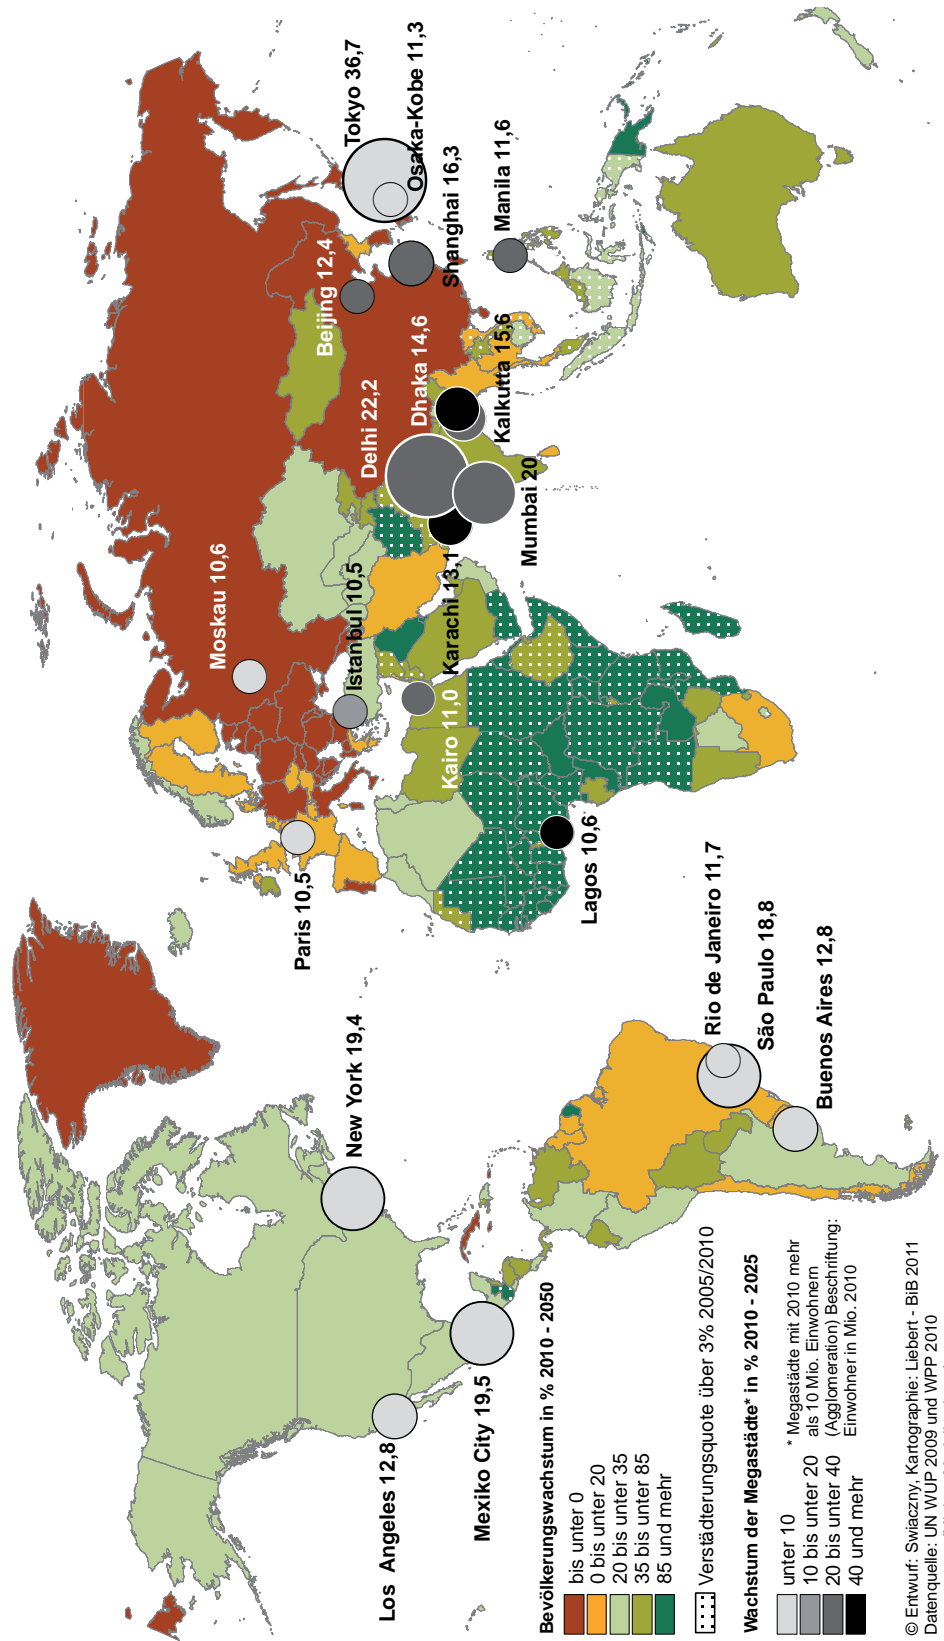 Moskau 10,6
Paris 10,5
Istanbul 10,5
Kairo 11,0
Karachi 13,1
Lagos 10,6
Delhi 22,2
Dhaka 14,6
Beijing 12,4
Tokyo 36,7
Osaka-Kobe 11,3
Shanghai 16,3
Manila 11,6
Kalkutta 15,6
Mumbai 20
Los Angeles 12,8
New York 19,4
Mexiko City 19,5
Rio de Janeiro 11,7
São Paulo 18,8
Buenos Aires 12,8
Bevölkerungswachstum in % 2010 - 2050
bis unter 0
0 bis unter 20
20 bis unter 35
35 bis unter 85
85 und mehr
Verstädterungsquote über 3% 2005/2010
Wachstum der Megastädte* in % 2010 - 2025
unter 10
10 bis unter 20
20 bis unter 40
40 und mehr
* Megastädte mit 2010 mehr
als 10 Mio. Einwohnern
(Agglomeration) Beschriftung:
Einwohner in Mio. 2010
© Entwurf: Swiaczny, Kartographie: Liebert - BiB 2011
Datenquelle: UN WUP 2009 und WPP 2010